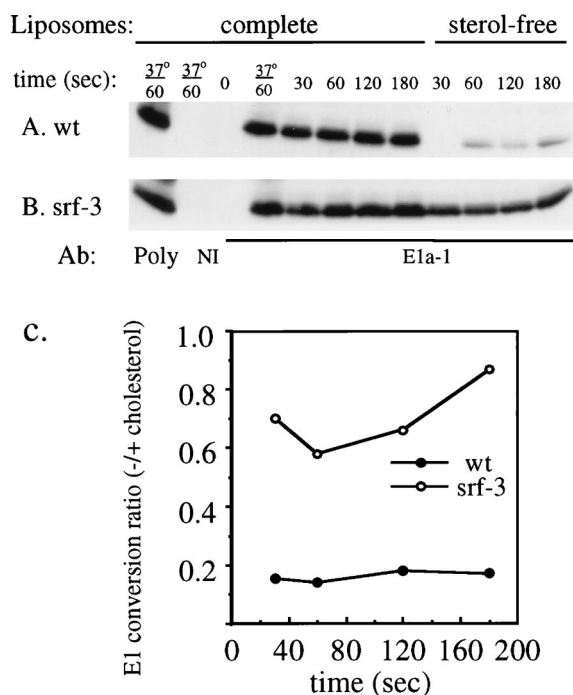 Liposomes: complete sterol-free
time (sec): 37° 37° 0 37° 30 60 120 180 30 60 120 180
60 60 60
A. wt
B. srf-3
Ab: Poly NI E1a-1
c.
E1 conversion ratio (-/+ cholesterol)
1.0
0.8
0.6
0.4
0.2
wt
srf-3
0 40 80 120 160 200
time (sec)